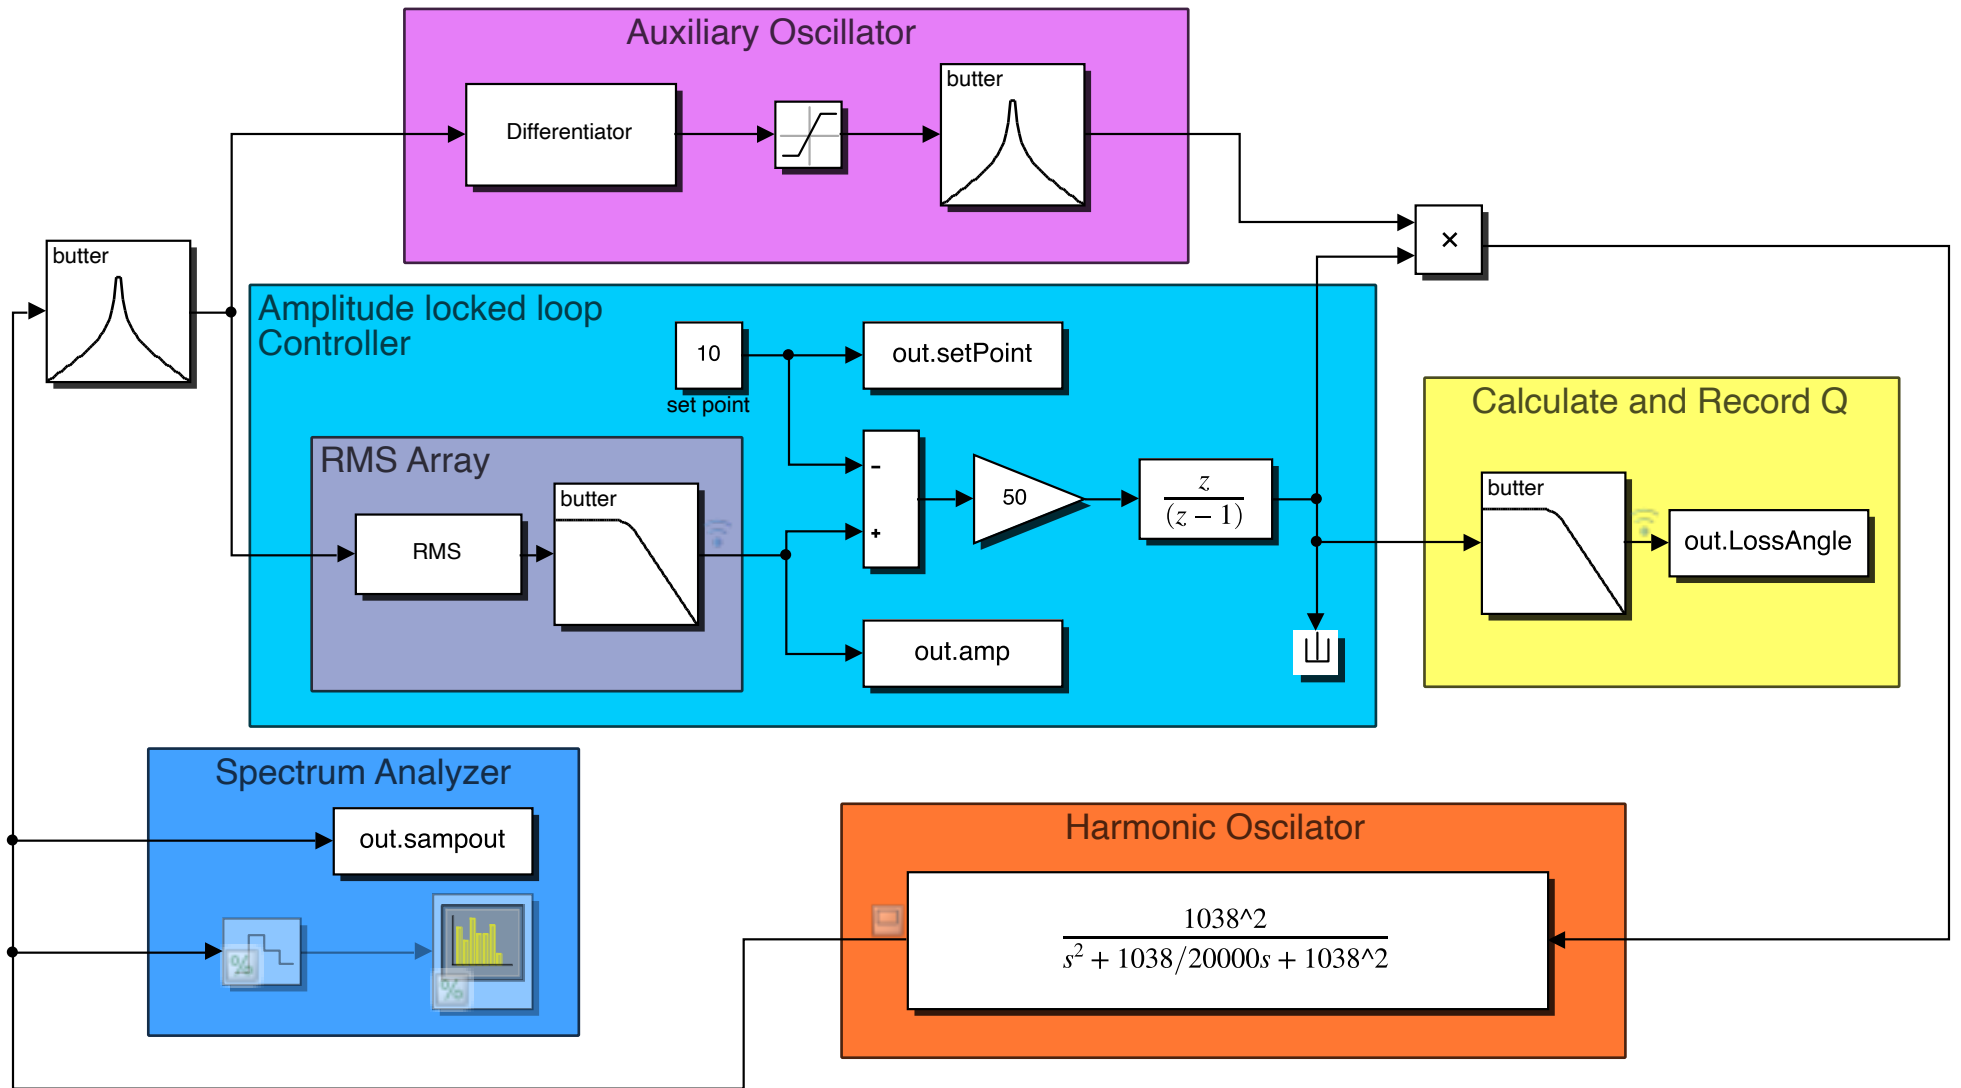 Auxiliary Oscillator
butter
Differentiator
×
butter
Amplitude locked loop
Controller
10
set point
out.setPoint
RMS Array
RMS
butter
−
+
50
z
(z − 1)
out.amp
Calculate and Record Q
butter
out.LossAngle
Spectrum Analyzer
out.sampout
%
%
Harmonic Oscilator
1038^2
s² + 1038/20000s + 1038^2